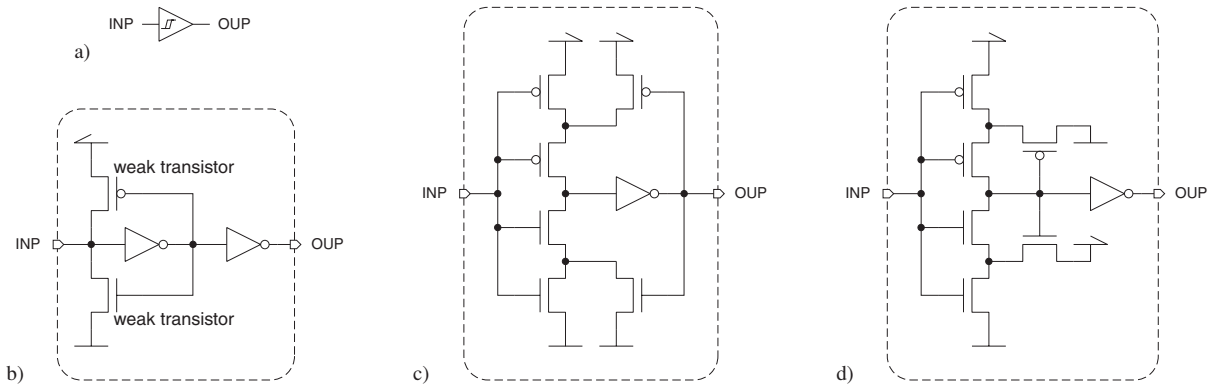 INP OUP
a)
weak transistor
INP OUP
weak transistor
b)
INP OUP
c)
INP OUP
d)